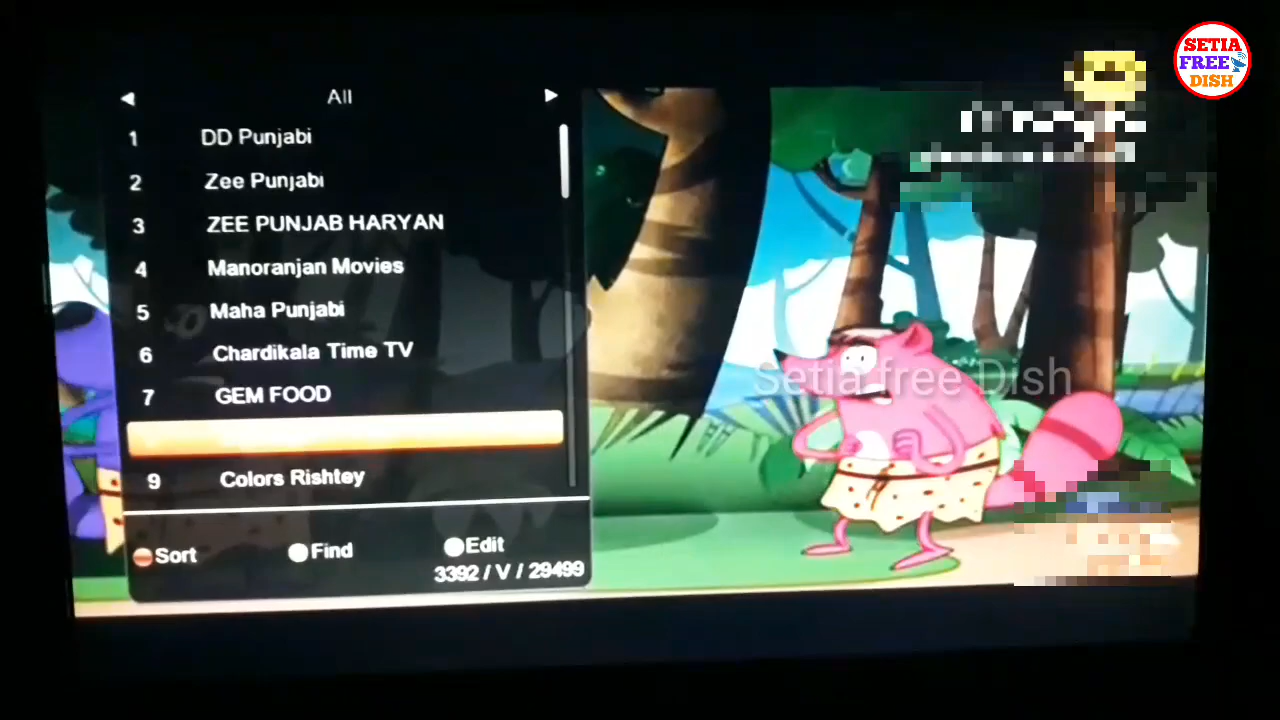 SETIA
FREE
DISH
All
1 DD Punjabi
2 Zee Punjabi
3 ZEE PUNJAB HARYAN
4 Manoranjan Movies
5 Maha Punjabi
6 Chardikala Time TV
7 GEM FOOD
9 Colors Rishtey
Setia free Dish
Sort Find Edit
3392 / V / 29499